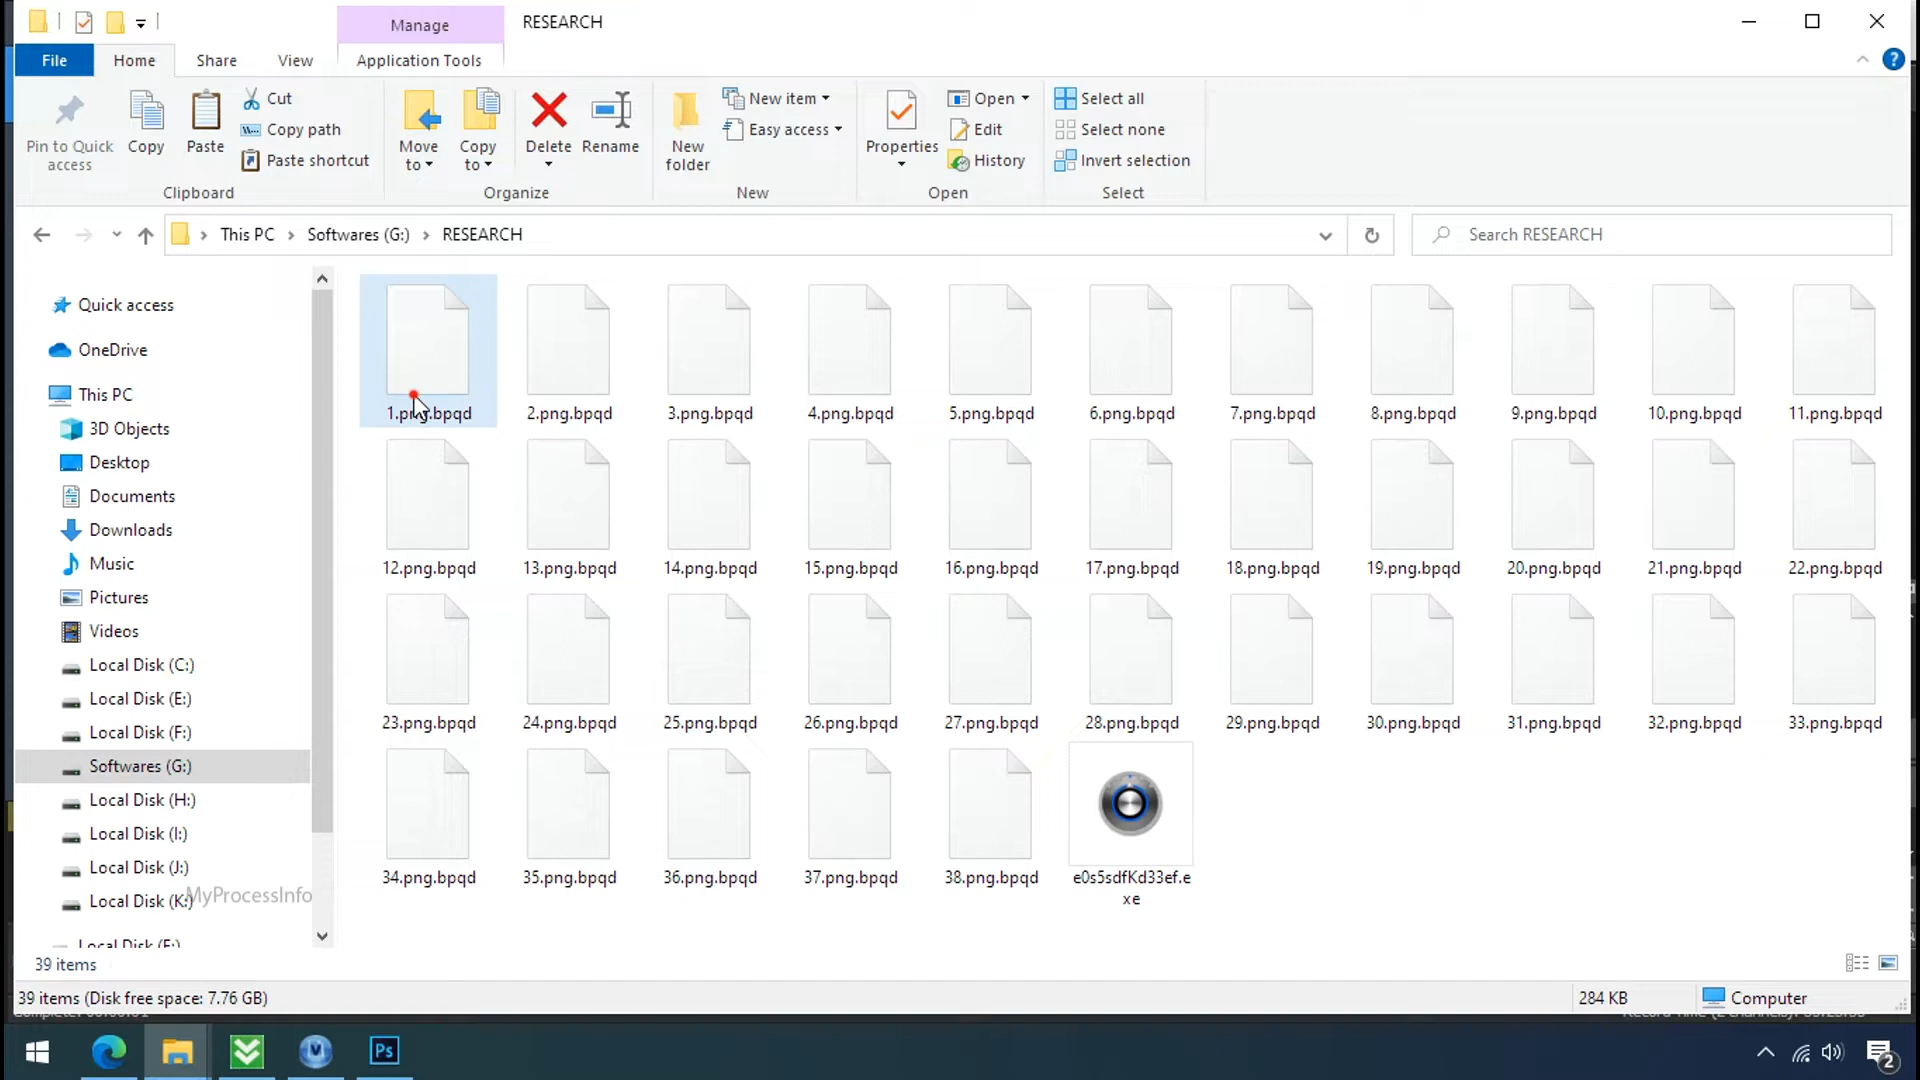 Manage
RESEARCH
File
Home
Share
View
Application Tools
Pin to Quick
access
Copy
Paste
Cut
Copy path
Paste shortcut
Clipboard
Move
to
Copy
to
Delete
Rename
Organize
New
folder
New item
Easy access
New
Properties
Open
Edit
History
Open
Select all
Select none
Invert selection
Select
This PC
Softwares (G:)
RESEARCH
Search RESEARCH
Quick access
OneDrive
This PC
3D Objects
Desktop
Documents
Downloads
Music
Pictures
Videos
Local Disk (C:)
Local Disk (E:)
Local Disk (F:)
Softwares (G:)
Local Disk (H:)
Local Disk (I:)
Local Disk (J:)
Local Disk (K:)
Local Disk (E:)
MyProcessInfo
1.png.bpqd
2.png.bpqd
3.png.bpqd
4.png.bpqd
5.png.bpqd
6.png.bpqd
7.png.bpqd
8.png.bpqd
9.png.bpqd
10.png.bpqd
11.png.bpqd
12.png.bpqd
13.png.bpqd
14.png.bpqd
15.png.bpqd
16.png.bpqd
17.png.bpqd
18.png.bpqd
19.png.bpqd
20.png.bpqd
21.png.bpqd
22.png.bpqd
23.png.bpqd
24.png.bpqd
25.png.bpqd
26.png.bpqd
27.png.bpqd
28.png.bpqd
29.png.bpqd
30.png.bpqd
31.png.bpqd
32.png.bpqd
33.png.bpqd
34.png.bpqd
35.png.bpqd
36.png.bpqd
37.png.bpqd
38.png.bpqd
e0s5sdfKd33ef.e
xe
39 items
39 items (Disk free space: 7.76 GB)
284 KB
Computer
Ps
2